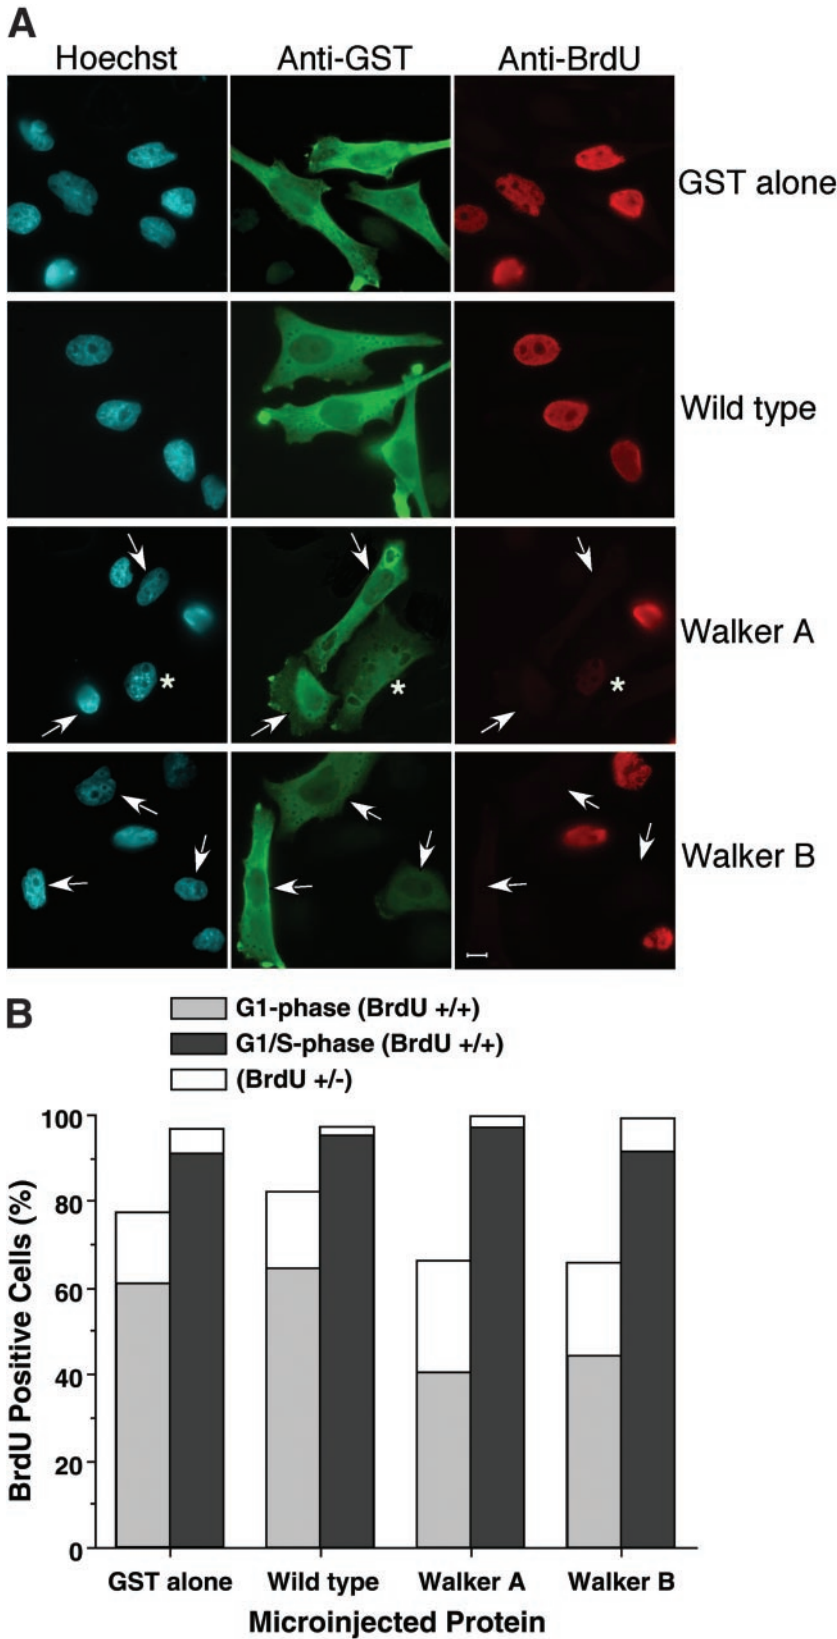 A
Hoechst Anti-GST Anti-BrdU
GST alone
Wild type
Walker A
*
*
*
Walker B
B
G1-phase (BrdU +/+)
G1/S-phase (BrdU +/+)
(BrdU +/-)
BrdU Positive Cells (%)
100
80
60
40
20
0
GST alone Wild type Walker A Walker B
Microinjected Protein